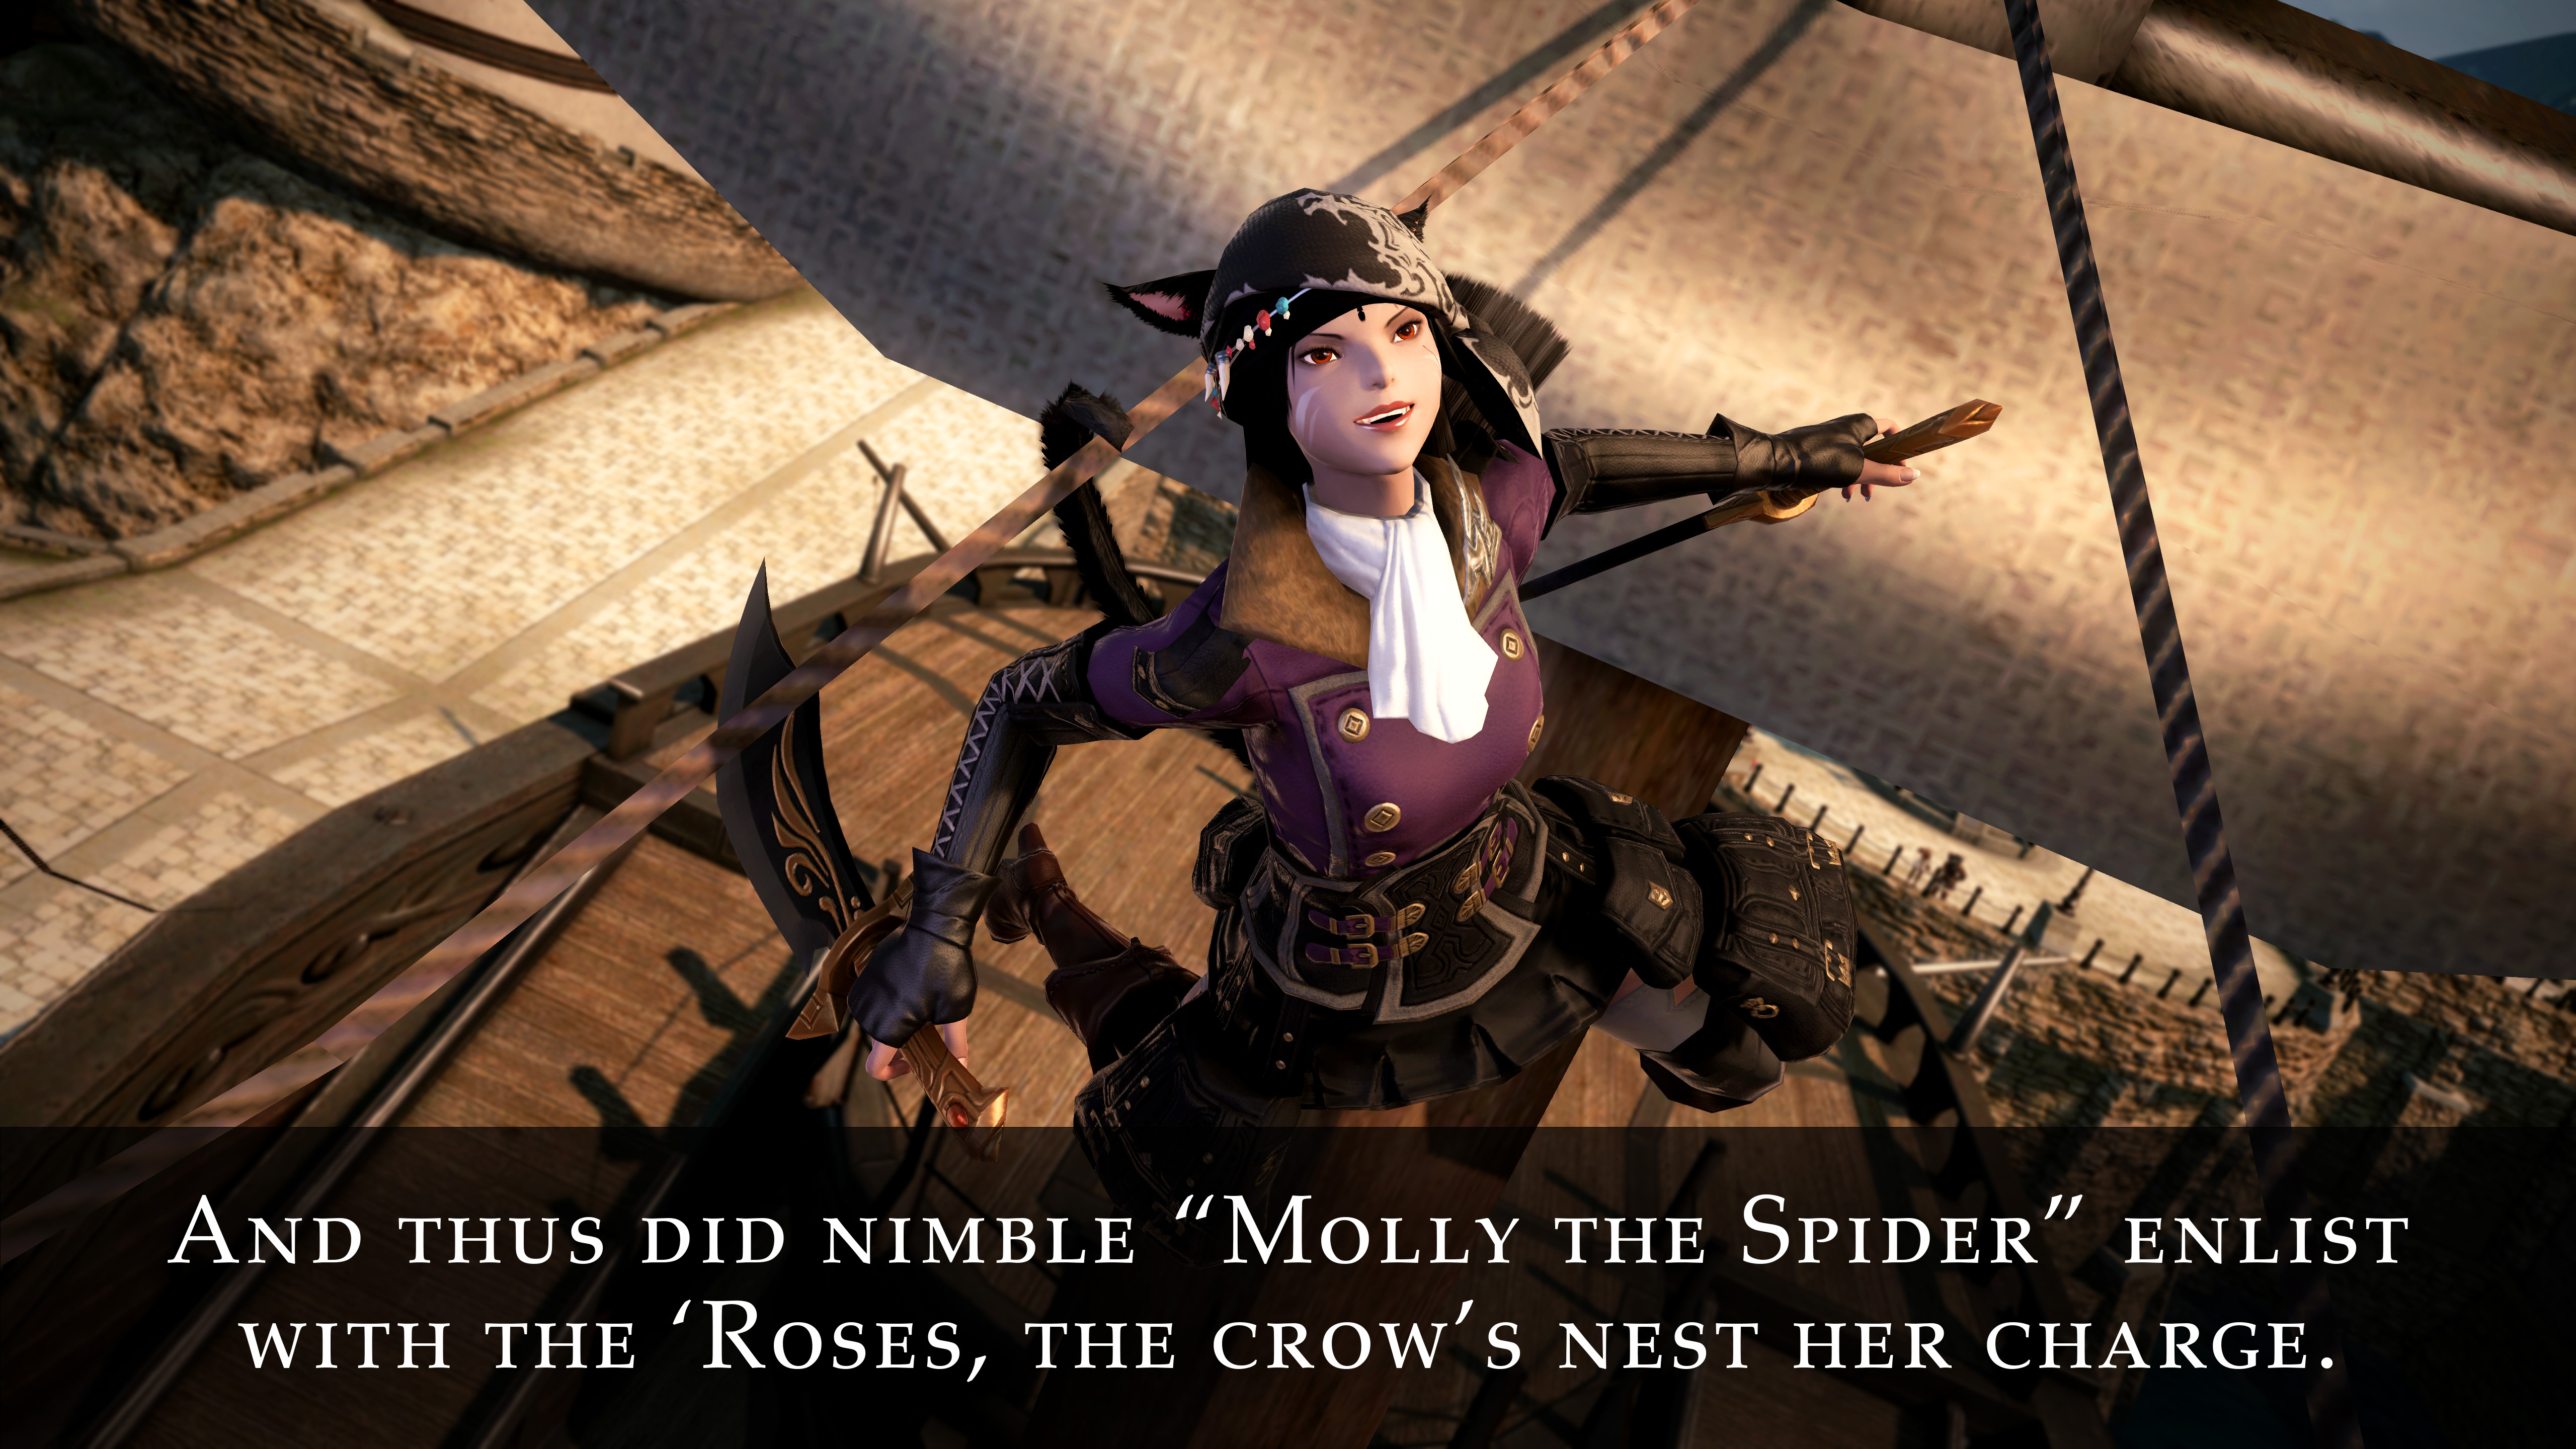 And thus did nimble “Molly the Spider” enlist
with the ‘Roses, the crow’s nest her charge.